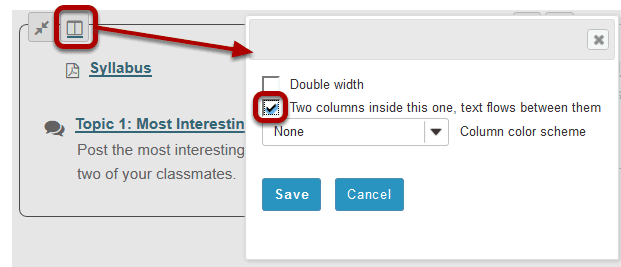 Syllabus
Topic 1: Most Interestin
Post the most interesting
two of your classmates.
Double width
Two columns inside this one, text flows between them
None
Column color scheme
Save
Cancel